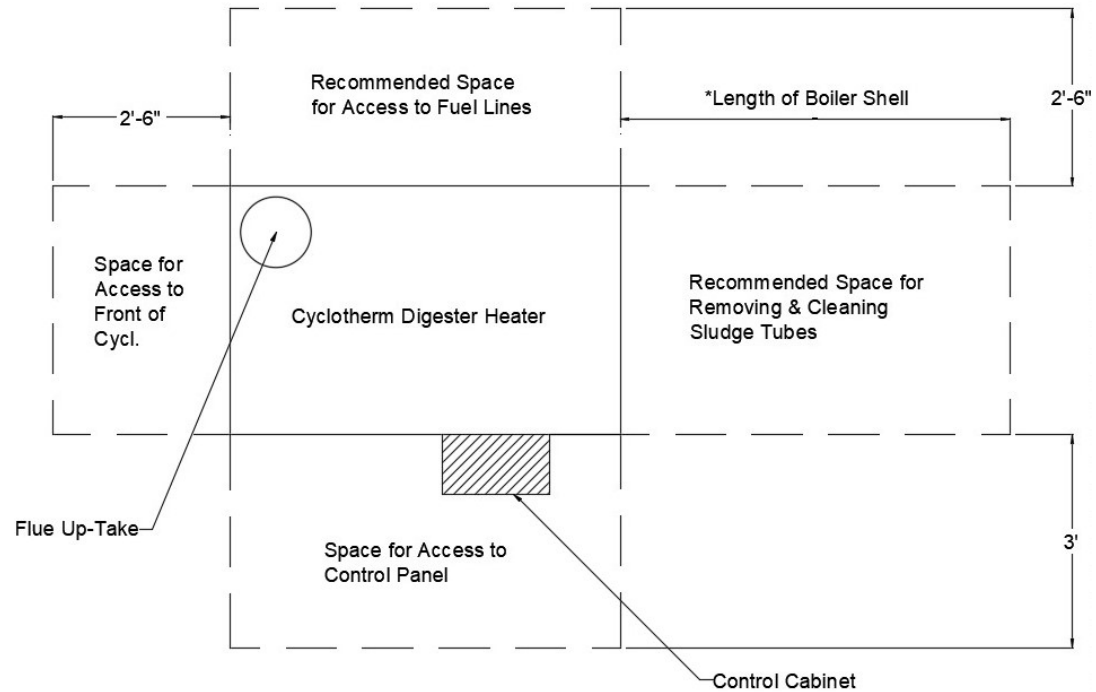 Recommended Space
for Access to Fuel Lines
*Length of Boiler Shell
2'-6"
2'-6"
Space for
Access to
Front of
Cycl.
Cyclotherm Digester Heater
Recommended Space for
Removing & Cleaning
Sludge Tubes
Flue Up-Take
Space for Access to
Control Panel
3'
Control Cabinet